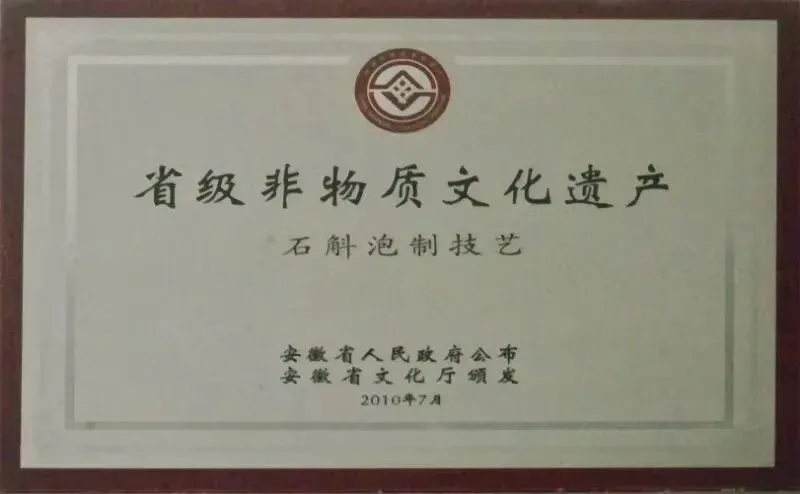 省级非物质文化遗产
石斛泡制技艺
安徽省人民政府公布
安徽省文化厅颁发
2010年7月